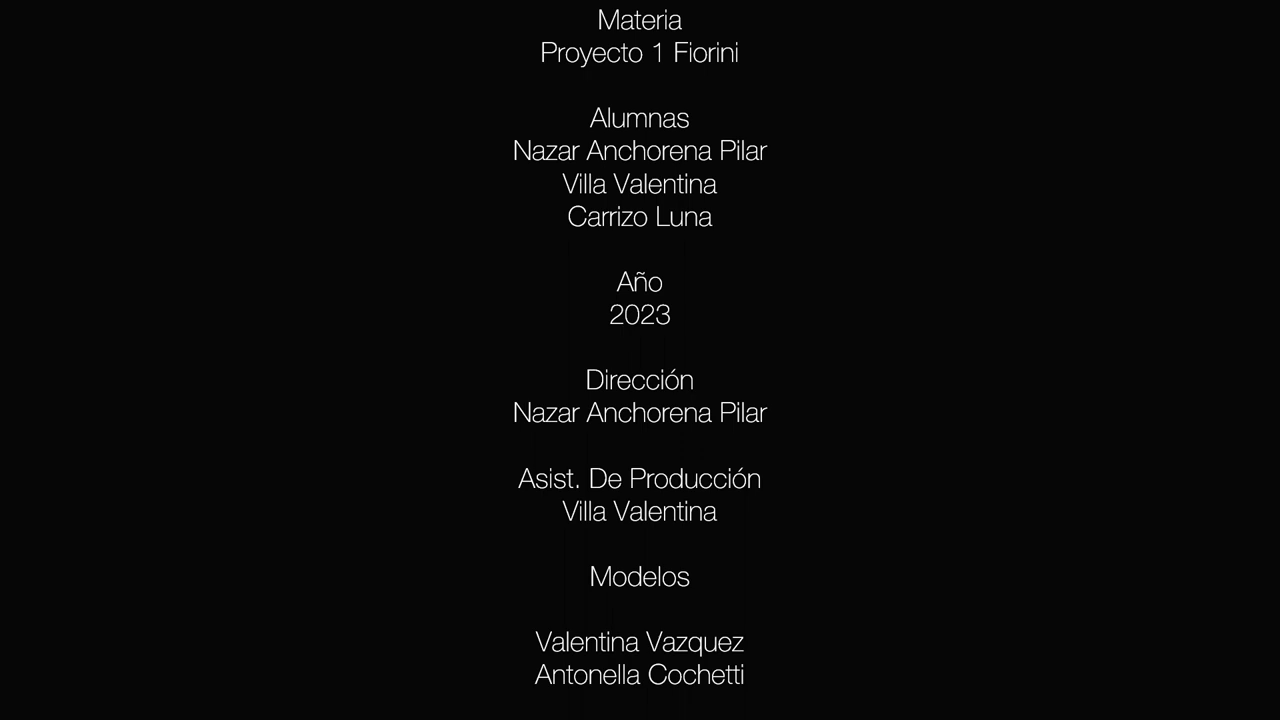 Materia
Proyecto 1 Fiorini
Alumnas
Nazar Anchorena Pilar
Villa Valentina
Carrizo Luna
Año
2023
Dirección
Nazar Anchorena Pilar
Asist. De Producción
Villa Valentina
Modelos
Valentina Vazquez
Antonella Cochetti